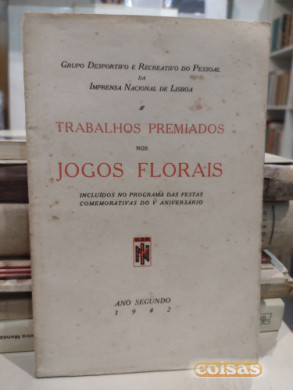 GRUPO DESPORTIVO E RECREATIVO DO PESSOAL
DA
IMPRENSA NACIONAL DE LISBOA
TRABALHOS PREMIADOS
NOS
JOGOS FLORAIS
INCLUÍDOS NO PROGRAMA DAS FESTAS
COMEMORATIVAS DO V ANIVERSÁRIO
ANO SEGUNDO
1942
coisas